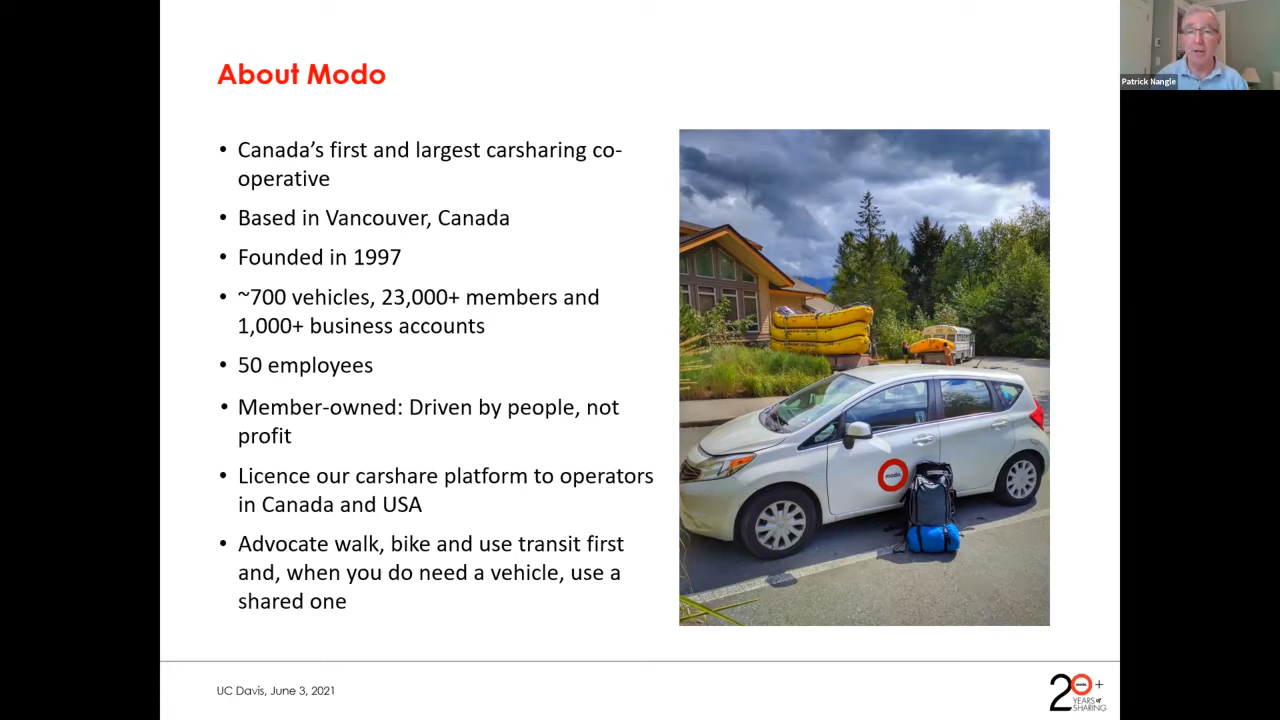 About Modo
Patrick Nangle
• Canada’s first and largest carsharing co-
operative
• Based in Vancouver, Canada
• Founded in 1997
• ~700 vehicles, 23,000+ members and
1,000+ business accounts
• 50 employees
• Member-owned: Driven by people, not
profit
• Licence our carshare platform to operators
in Canada and USA
• Advocate walk, bike and use transit first
and, when you do need a vehicle, use a
shared one
modo.
UC Davis, June 3, 2021
20+
modo.
YEARS of
SHARING